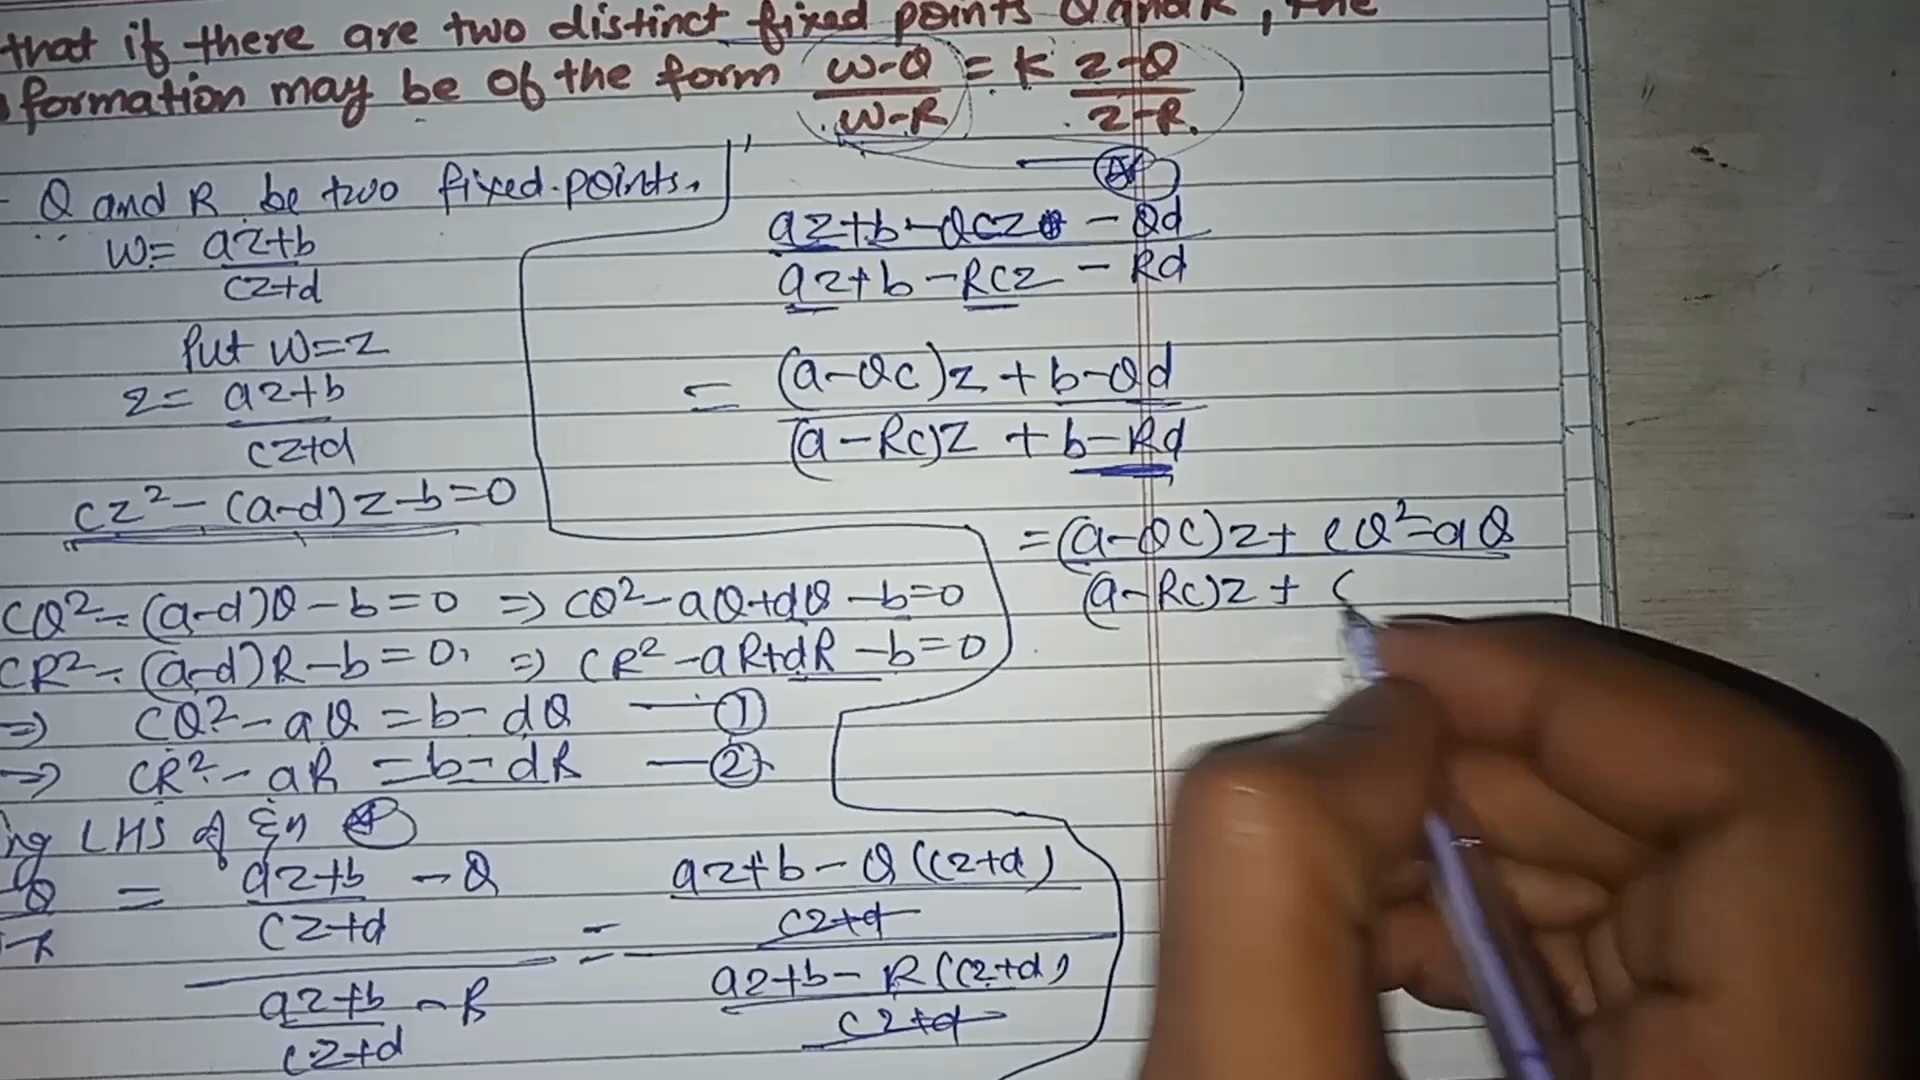 that if there are two distinct fixed points Q and R, the
formation may be of the form w-Q / w-R = K z-Q / z-R
Q and R be two fixed points,
w = az+b / cz+d
Put w=z
z = az+b / cz+d
cz² - (a-d)z - b = 0
CQ² - (a-d)Q - b = 0 ⇒ CQ² - aQ + dQ - b = 0
CR² - (a-d)R - b = 0, ⇒ CR² - aR + dR - b = 0
⇒ CQ² - aQ = b - dQ — ①
⇒ CR² - aR = b - dR — ②
LHS of Eqn
Q = az+b / cz+d - Q = az+b - Q(cz+d) / cz+d
az+b / cz+d - R az+b - R(cz+d) / cz+d
az+b - Qcz - Qd
az+b - Rcz - Rd
= (a-Qc)z + b - Qd
(a-Rc)z + b - Rd
= (a-Qc)z + cQ² - aQ
(a-Rc)z + c